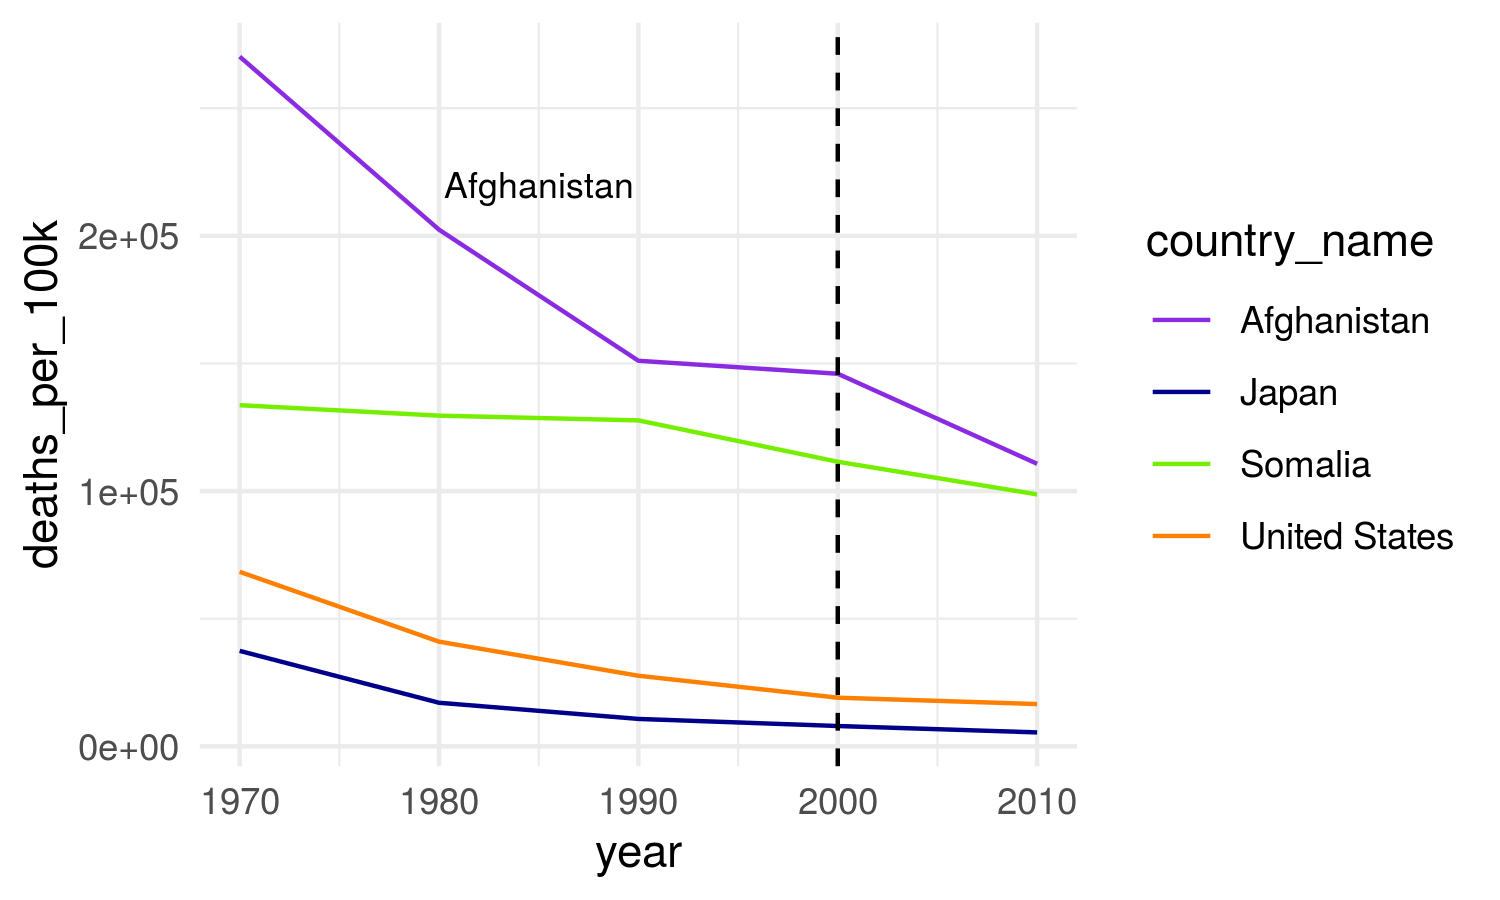 Afghanistan
deaths_per_100k
2e+05
1e+05
0e+00
1970 1980 1990 2000 2010
year
country_name
Afghanistan
Japan
Somalia
United States